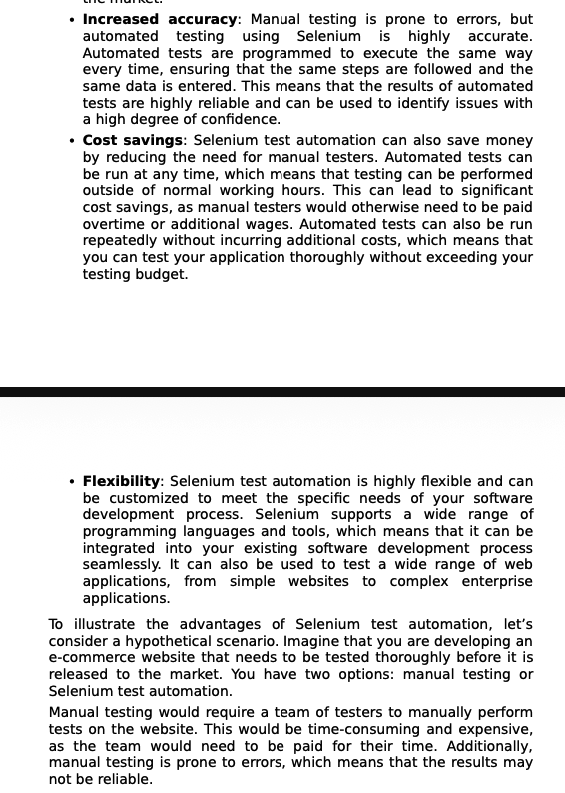 the market.
• Increased accuracy: Manual testing is prone to errors, but
automated testing using Selenium is highly accurate.
Automated tests are programmed to execute the same way
every time, ensuring that the same steps are followed and the
same data is entered. This means that the results of automated
tests are highly reliable and can be used to identify issues with
a high degree of confidence.
• Cost savings: Selenium test automation can also save money
by reducing the need for manual testers. Automated tests can
be run at any time, which means that testing can be performed
outside of normal working hours. This can lead to significant
cost savings, as manual testers would otherwise need to be paid
overtime or additional wages. Automated tests can also be run
repeatedly without incurring additional costs, which means that
you can test your application thoroughly without exceeding your
testing budget.
• Flexibility: Selenium test automation is highly flexible and can
be customized to meet the specific needs of your software
development process. Selenium supports a wide range of
programming languages and tools, which means that it can be
integrated into your existing software development process
seamlessly. It can also be used to test a wide range of web
applications, from simple websites to complex enterprise
applications.
To illustrate the advantages of Selenium test automation, let’s
consider a hypothetical scenario. Imagine that you are developing an
e-commerce website that needs to be tested thoroughly before it is
released to the market. You have two options: manual testing or
Selenium test automation.
Manual testing would require a team of testers to manually perform
tests on the website. This would be time-consuming and expensive,
as the team would need to be paid for their time. Additionally,
manual testing is prone to errors, which means that the results may
not be reliable.